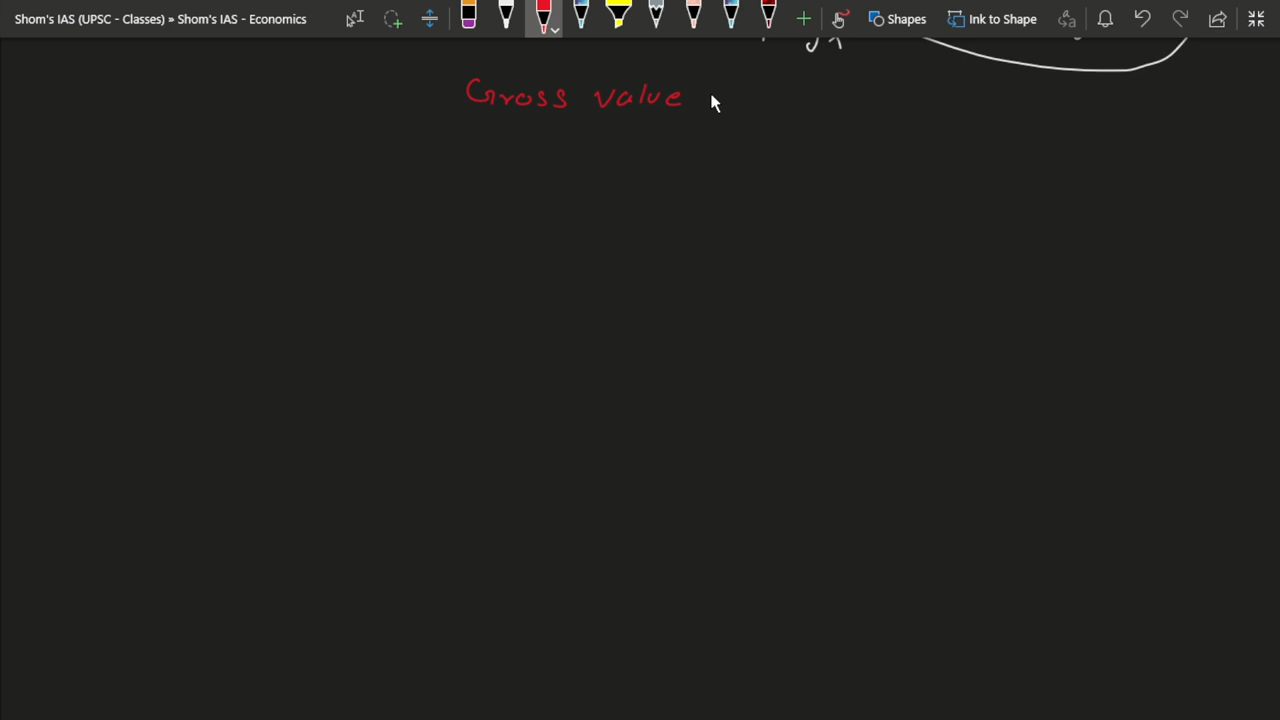 Shom's IAS (UPSC - Classes) » Shom's IAS - Economics
Shapes
Ink to Shape
Gross value